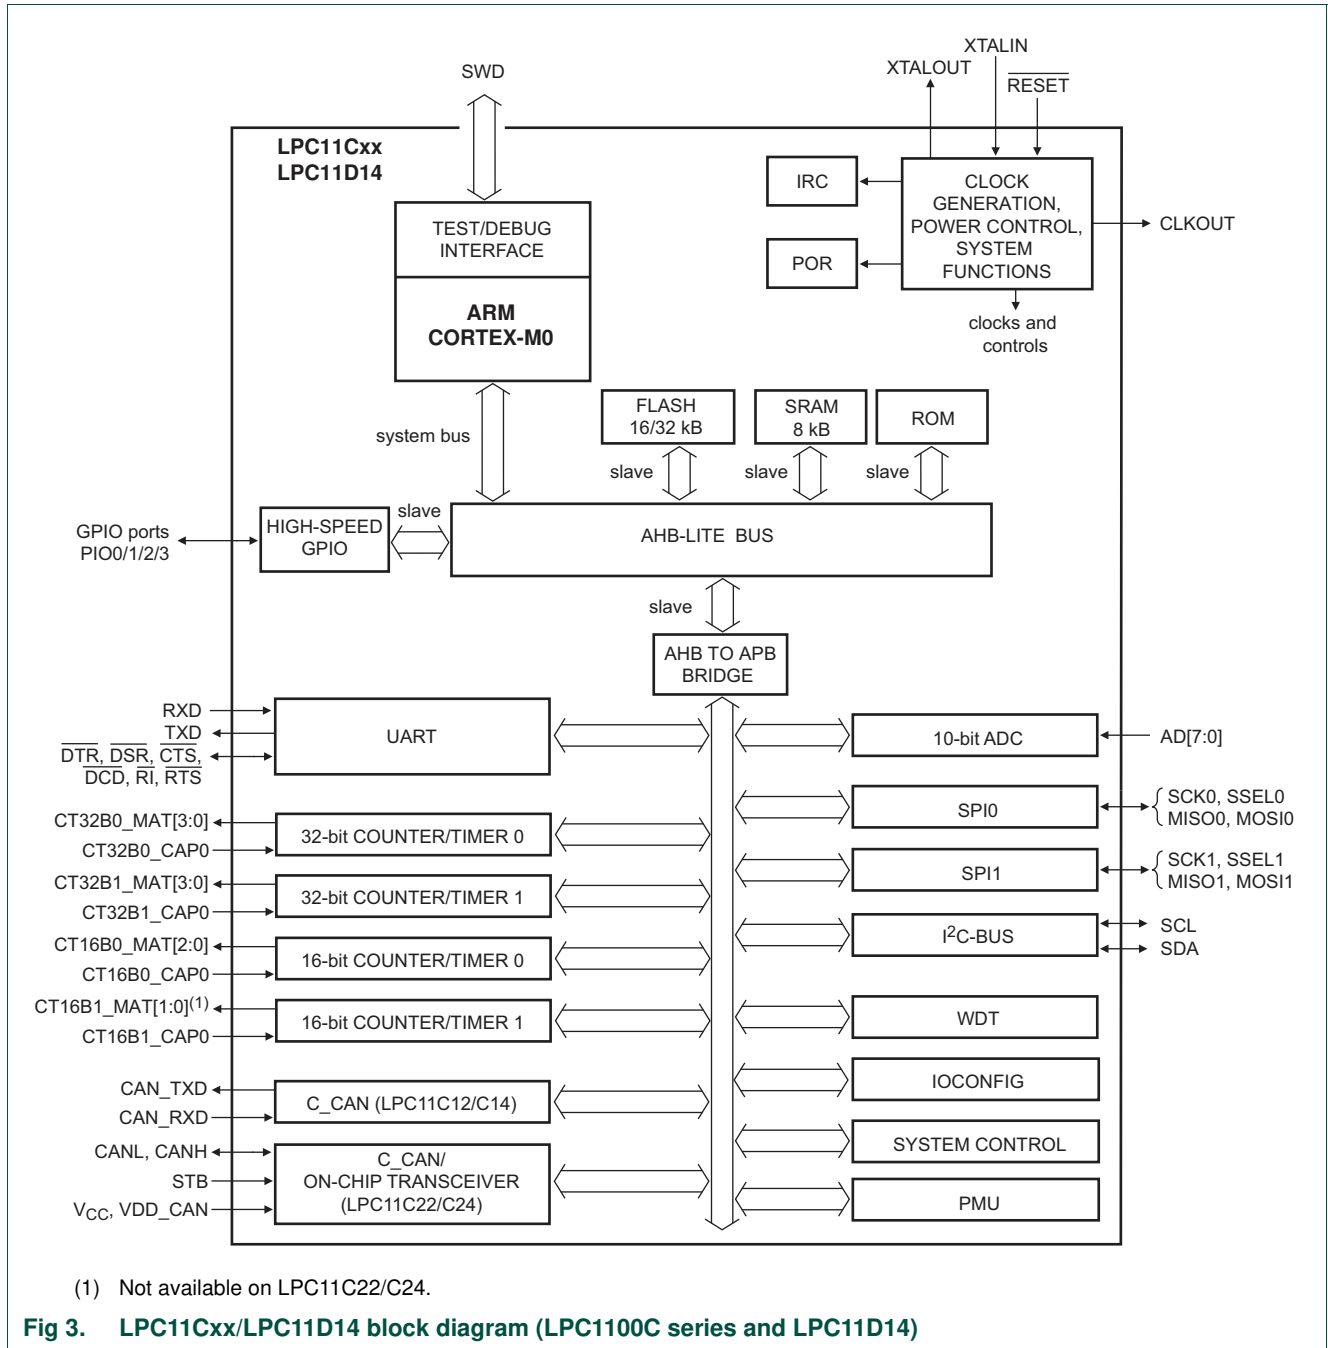 XTALIN
XTALOUT
RESET
SWD
LPC11Cxx
LPC11D14
IRC
CLOCK
GENERATION,
POWER CONTROL,
SYSTEM
FUNCTIONS
CLKOUT
POR
TEST/DEBUG
INTERFACE
ARM
CORTEX-M0
clocks and
controls
FLASH
16/32 kB
SRAM
8 kB
ROM
system bus
slave
slave
slave
slave
GPIO ports
PIO0/1/2/3
HIGH-SPEED
GPIO
AHB-LITE BUS
slave
AHB TO APB
BRIDGE
RXD
TXD
DTR, DSR, CTS,
DCD, RI, RTS
UART
10-bit ADC
AD[7:0]
CT32B0_MAT[3:0]
CT32B0_CAP0
32-bit COUNTER/TIMER 0
SPI0
SCK0, SSEL0
MISO0, MOSI0
CT32B1_MAT[3:0]
CT32B1_CAP0
32-bit COUNTER/TIMER 1
SPI1
SCK1, SSEL1
MISO1, MOSI1
CT16B0_MAT[2:0]
CT16B0_CAP0
16-bit COUNTER/TIMER 0
I²C-BUS
SCL
SDA
CT16B1_MAT[1:0](1)
CT16B1_CAP0
16-bit COUNTER/TIMER 1
WDT
IOCONFIG
CAN_TXD
CAN_RXD
C_CAN (LPC11C12/C14)
SYSTEM CONTROL
CANL, CANH
STB
VCC, VDD_CAN
C_CAN/
ON-CHIP TRANSCEIVER
(LPC11C22/C24)
PMU
(1) Not available on LPC11C22/C24.
Fig 3. LPC11Cxx/LPC11D14 block diagram (LPC1100C series and LPC11D14)